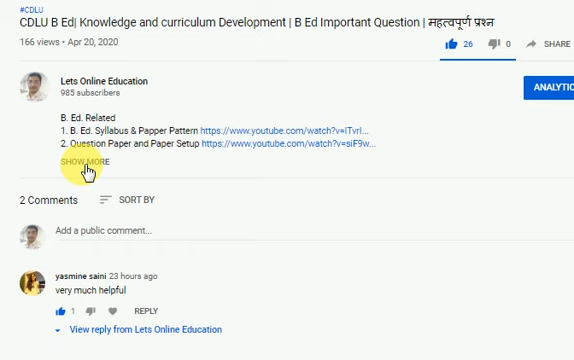 #CDLU
CDLU B Ed| Knowledge and curriculum Development | B Ed Important Question | महत्वपूर्ण प्रश्न
166 views • Apr 20, 2020
26 0 SHARE
Lets Online Education
985 subscribers
ANALYTIC
B. Ed. Related
1. B. Ed. Syllabus & Papper Pattern https://www.youtube.com/watch?v=lTvrl...
2. Question Paper and Paper Setup https://www.youtube.com/watch?v=siF9w...
SHOW MORE
2 Comments SORT BY
Add a public comment...
yasmine saini 23 hours ago
very much helpful
1 REPLY
View reply from Lets Online Education